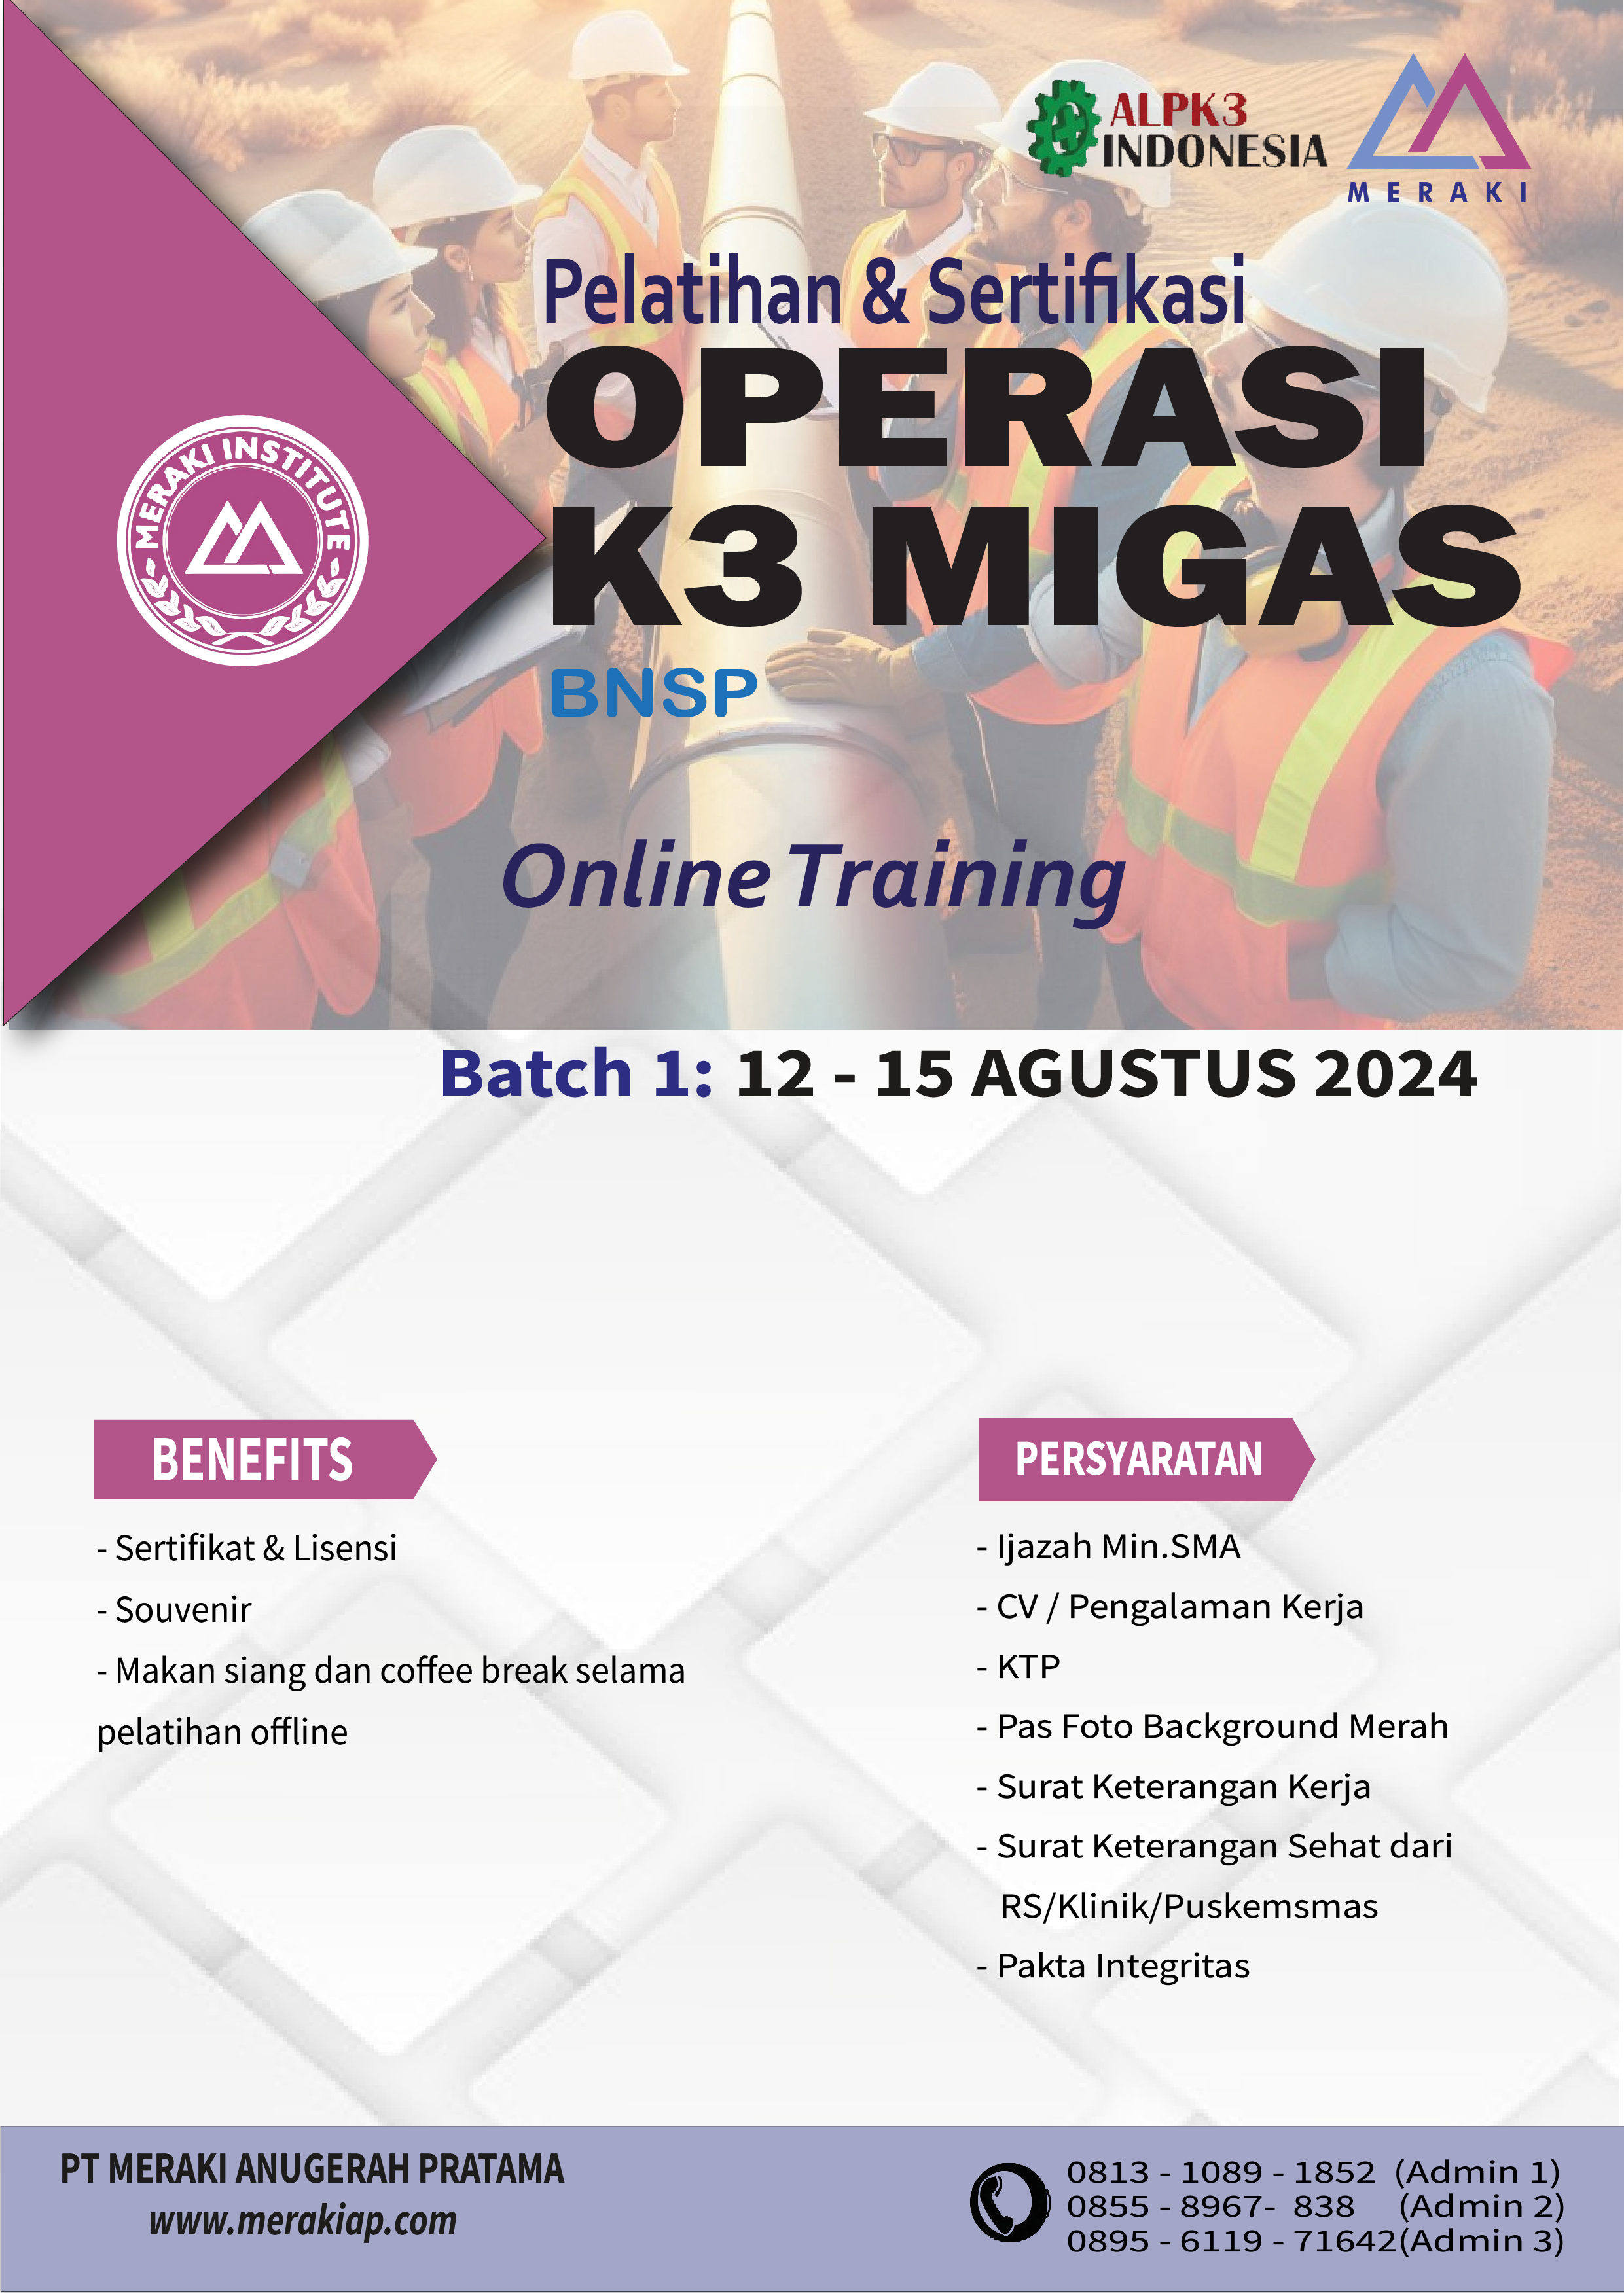 ALPK3
INDONESIA
MERAKI
Pelatihan & Sertifikasi
OPERASI
K3 MIGAS
MERAKI INSTITUTE
BNSP
Online Training
Batch 1: 12 - 15 AGUSTUS 2024
BENEFITS
- Sertifikat & Lisensi
- Souvenir
- Makan siang dan coffee break selama
pelatihan offline
PERSYARATAN
- Ijazah Min.SMA
- CV / Pengalaman Kerja
- KTP
- Pas Foto Background Merah
- Surat Keterangan Kerja
- Surat Keterangan Sehat dari
RS/Klinik/Puskemsmas
- Pakta Integritas
PT MERAKI ANUGERAH PRATAMA
www.merakiap.com
0813 - 1089 - 1852 (Admin 1)
0855 - 8967- 838 (Admin 2)
0895 - 6119 - 71642(Admin 3)